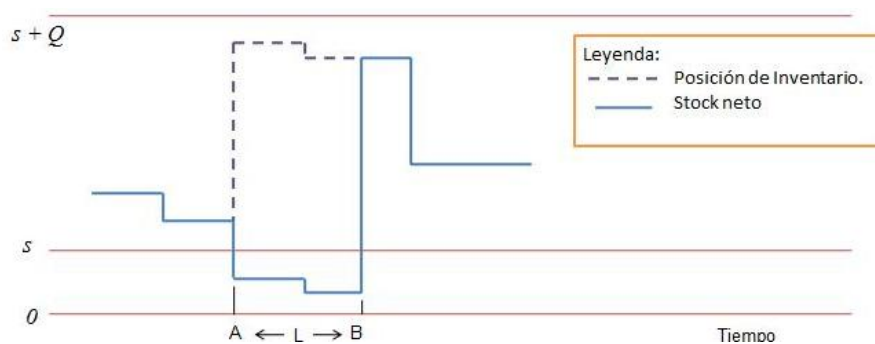 s + Q
Leyenda:
Posición de Inventario.
Stock neto
s
0
A
L
B
Tiempo